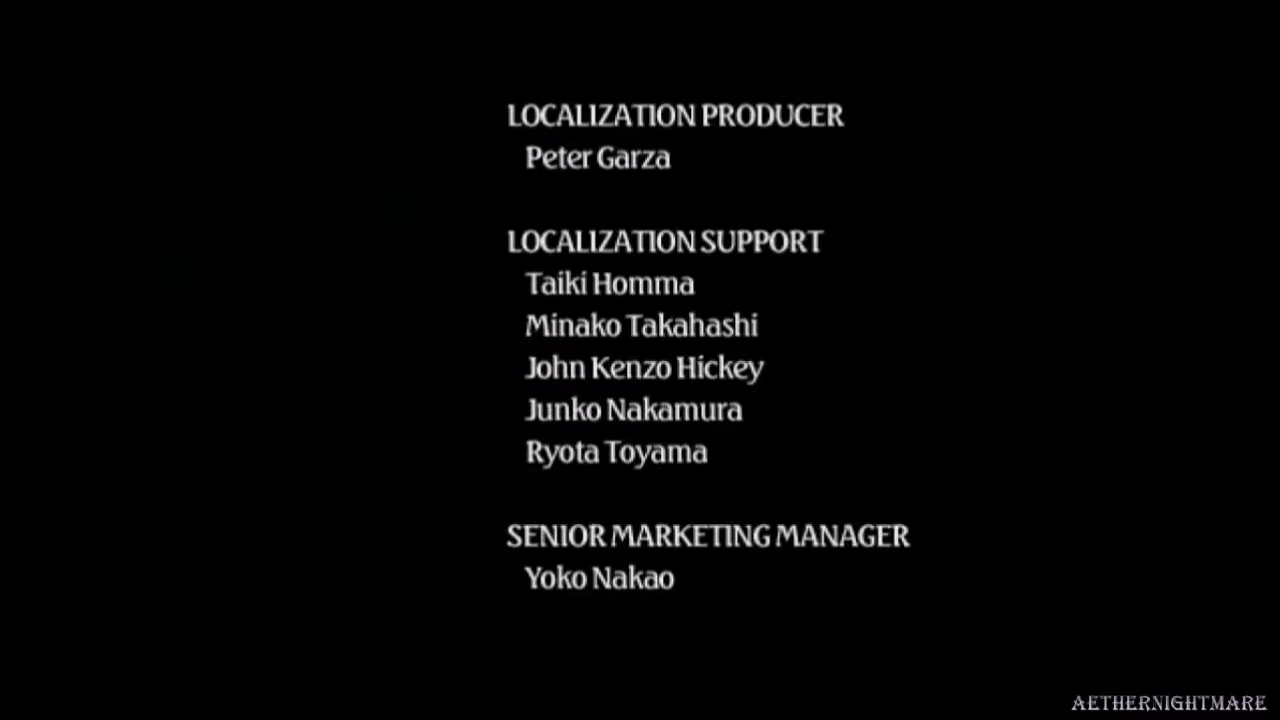 LOCALIZATION PRODUCER
Peter Garza
LOCALIZATION SUPPORT
Taiki Homma
Minako Takahashi
John Kenzo Hickey
Junko Nakamura
Ryota Toyama
SENIOR MARKETING MANAGER
Yoko Nakao
AETHERNIGHTMARE